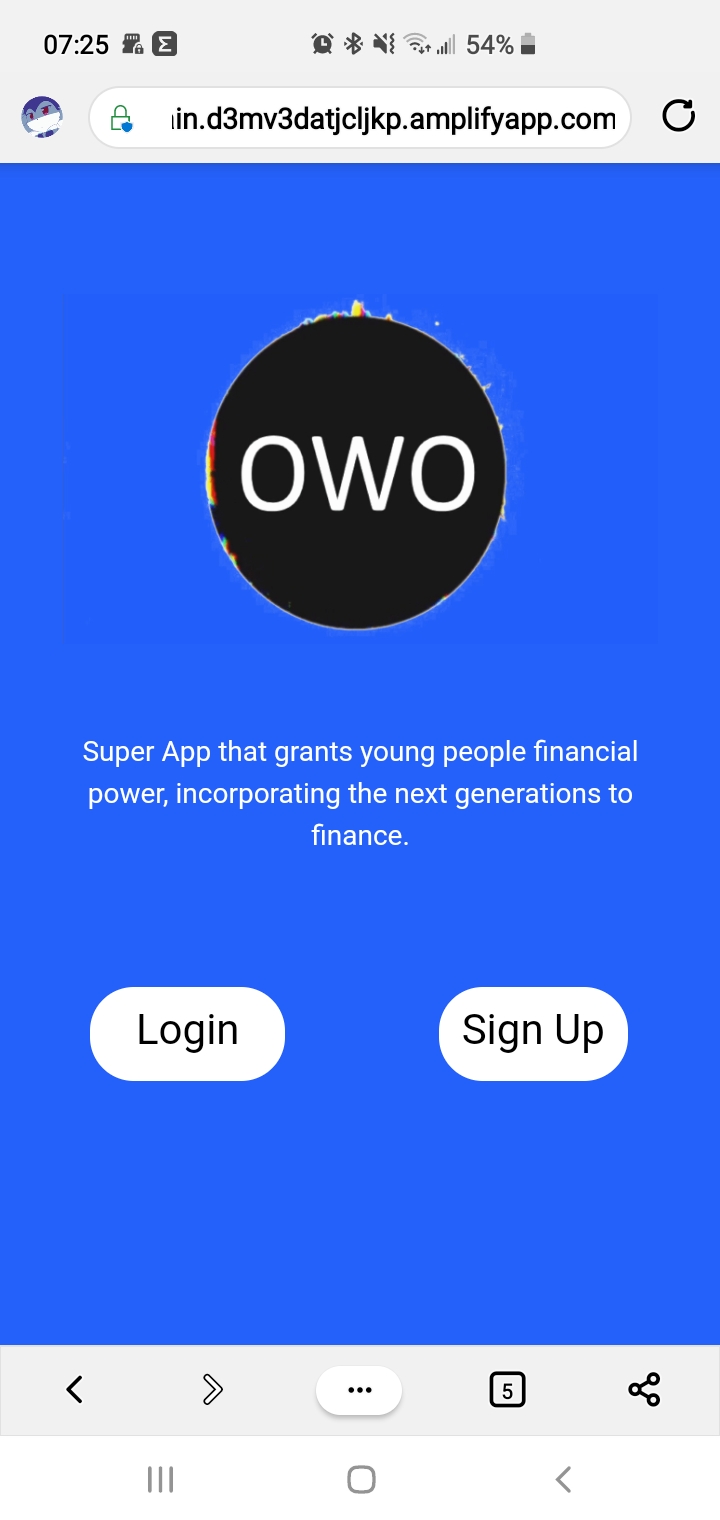 07:25
54%
ain.d3mv3datjcljkp.amplifyapp.com
OWO
Super App that grants young people financial
power, incorporating the next generations to
finance.
Login
Sign Up
5